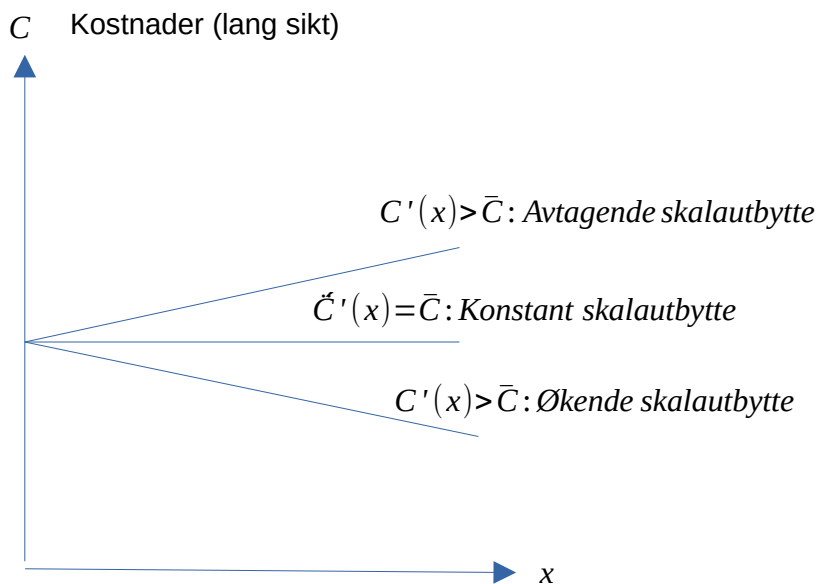 C Kostnader (lang sikt)
C'(x)>C̄: Avtagende skalautbytte
C̈́'(x)=C̄: Konstant skalautbytte
C'(x)>C̄: Økende skalautbytte
x